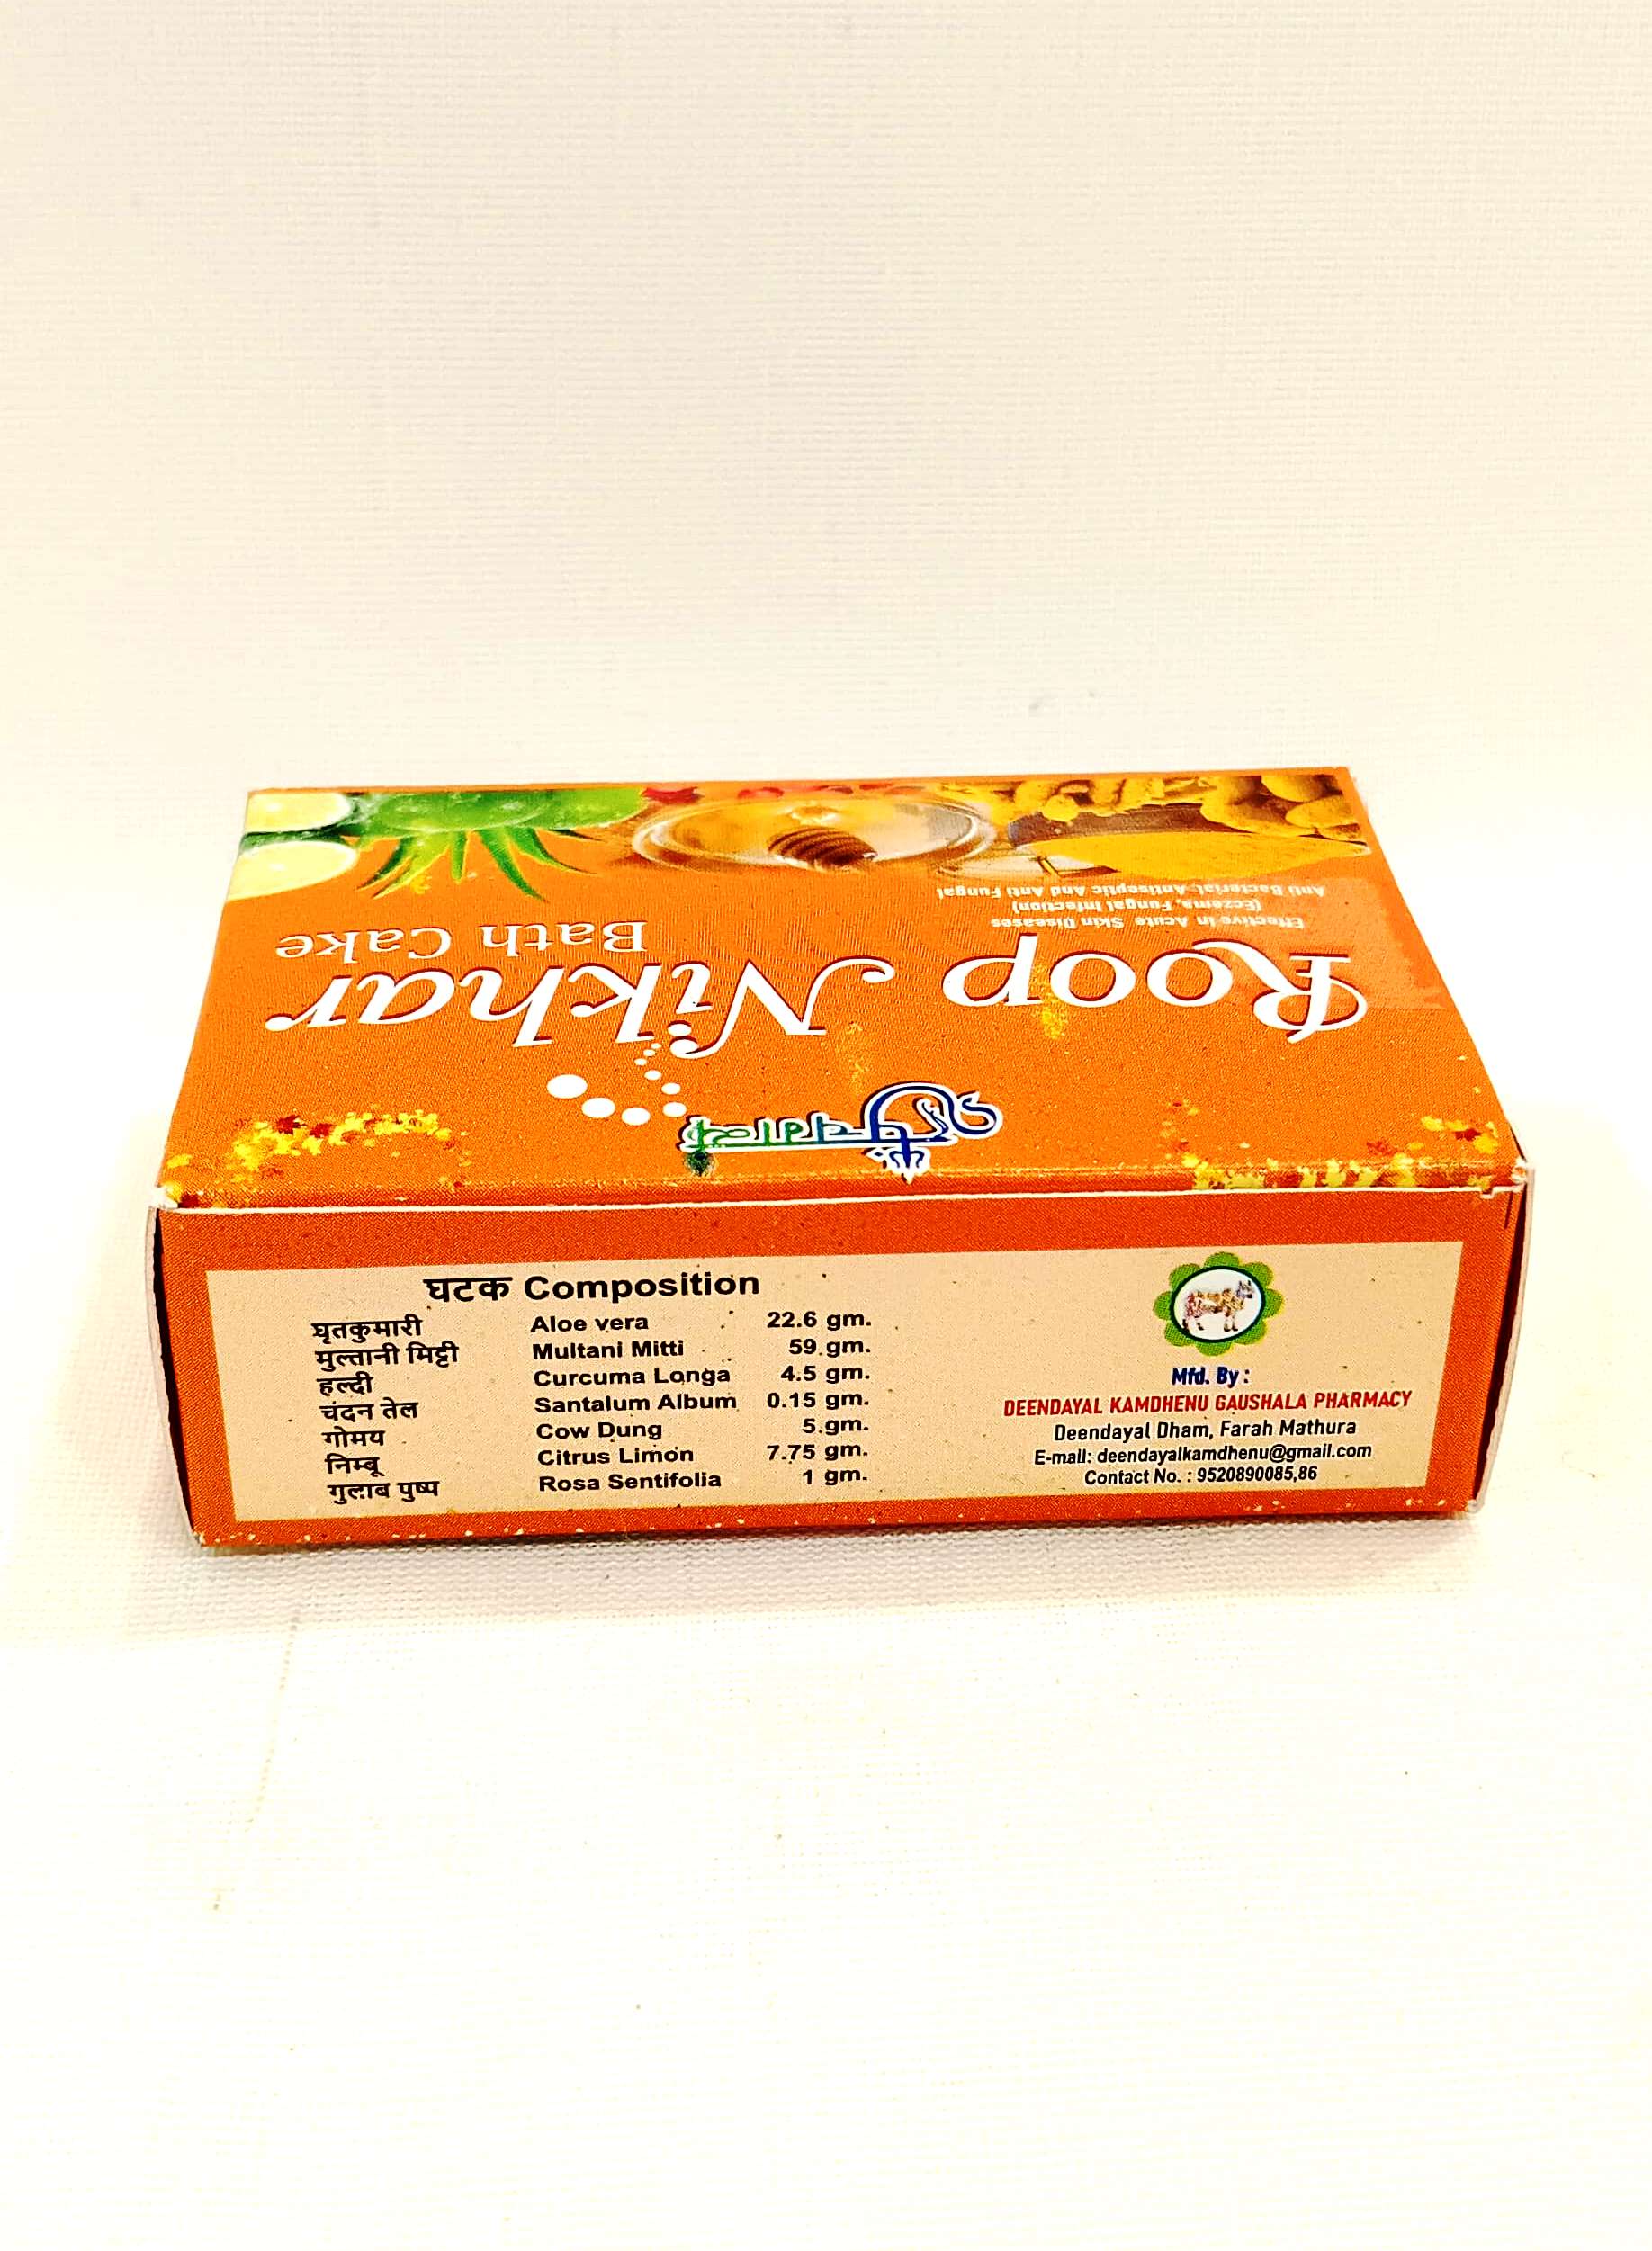 घटक Composition
घृतकुमारी Aloe vera 22.6 gm.
मुल्तानी मिट्टी Multani Mitti 59.gm.
हल्दी Curcuma Longa 4.5 gm.
चंदन तेल Santalum Album 0.15 gm.
गोमय Cow Dung 5.gm.
निम्बू Citrus Limon 7.75 gm.
गुलाब पुष्प Rosa Sentifolia 1 gm.
Mfd. By :
DEENDAYAL KAMDHENU GAUSHALA PHARMACY
Deendayal Dham, Farah Mathura
E-mail: deendayalkamdhenu@gmail.com
Contact No. : 9520890085,86
Roop Nikhar
Bath Cake
Effective in Acute Skin Diseases
(Eczema, Fungal Infection)
Anti Bacterial, Antiseptic And Anti Fungal